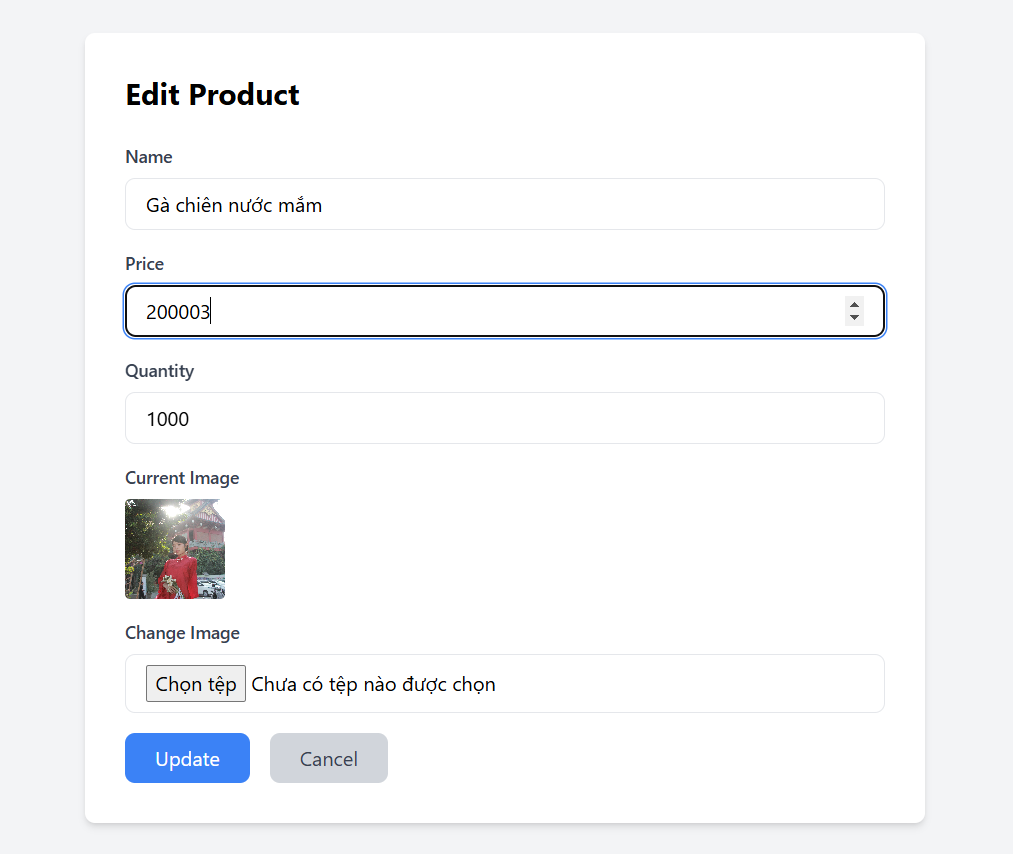 Edit Product
Name
Gà chiên nước mắm
Price
200003
Quantity
1000
Current Image
Change Image
Chọn tệp Chưa có tệp nào được chọn
Update Cancel